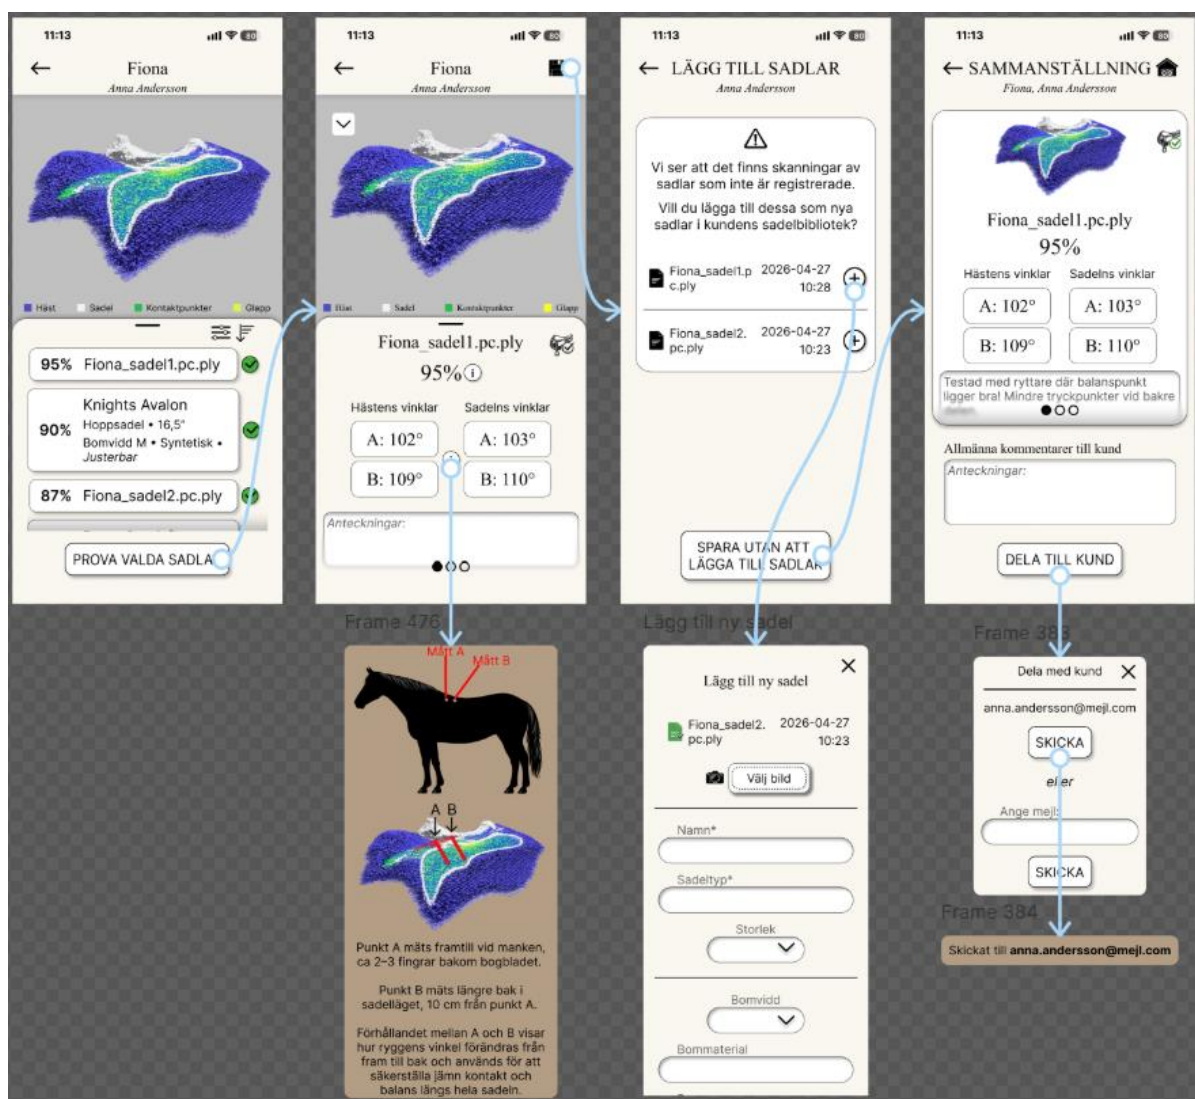 11:13
80
Fiona
Anna Andersson
Häst
Sadel
Kontaktpunkter
Glapp
95% Fiona_sadel1.pc.ply
90%
Knights Avalon
Hoppsadel • 16,5"
Bomvidd M • Syntetisk •
Justerbar
87% Fiona_sadel2.pc.ply
PROVA VALDA SADLA
11:13
80
Fiona
Anna Andersson
Häst
Sadel
Kontaktpunkter
Glapp
Fiona_sadel1.pc.ply
95%
Hästens vinklar
Sadelns vinklar
A: 102°
A: 103°
B: 109°
B: 110°
Anteckningar:
11:13
80
LÄGG TILL SADLAR
Anna Andersson
Vi ser att det finns skanningar av
sadlar som inte är registrerade.
Vill du lägga till dessa som nya
sadlar i kundens sadelbibliotek?
Fiona_sadel1.p
c.ply
2026-04-27
10:28
Fiona_sadel2.
pc.ply
2026-04-27
10:23
SPARA UTAN ATT
LÄGGA TILL SADLAR
11:13
80
SAMMANSTÄLLNING
Fiona, Anna Andersson
Fiona_sadel1.pc.ply
95%
Hästens vinklar
Sadelns vinklar
A: 102°
A: 103°
B: 109°
B: 110°
Testad med ryttare där balanspunkt
ligger bra! Mindre tryckpunkter vid bakre
Allmänna kommentarer till kund
Anteckningar:
DELA TILL KUND
Frame 476
Mått A
Mått B
A B
Punkt A mäts framtill vid manken,
ca 2–3 fingrar bakom bogbladet.
Punkt B mäts längre bak i
sadelläget, 10 cm från punkt A.
Förhållandet mellan A och B visar
hur ryggens vinkel förändras från
fram till bak och används för att
säkerställa jämn kontakt och
balans längs hela sadeln.
Lägg till ny sadel
Lägg till ny sadel
Fiona_sadel2.
pc.ply
2026-04-27
10:23
Välj bild
Namn*
Sadeltyp*
Storlek
Bomvidd
Bommaterial
Frame 383
Dela med kund
anna.andersson@mejl.com
SKICKA
eller
Ange mejl:
SKICKA
Frame 384
Skickat till anna.andersson@mejl.com